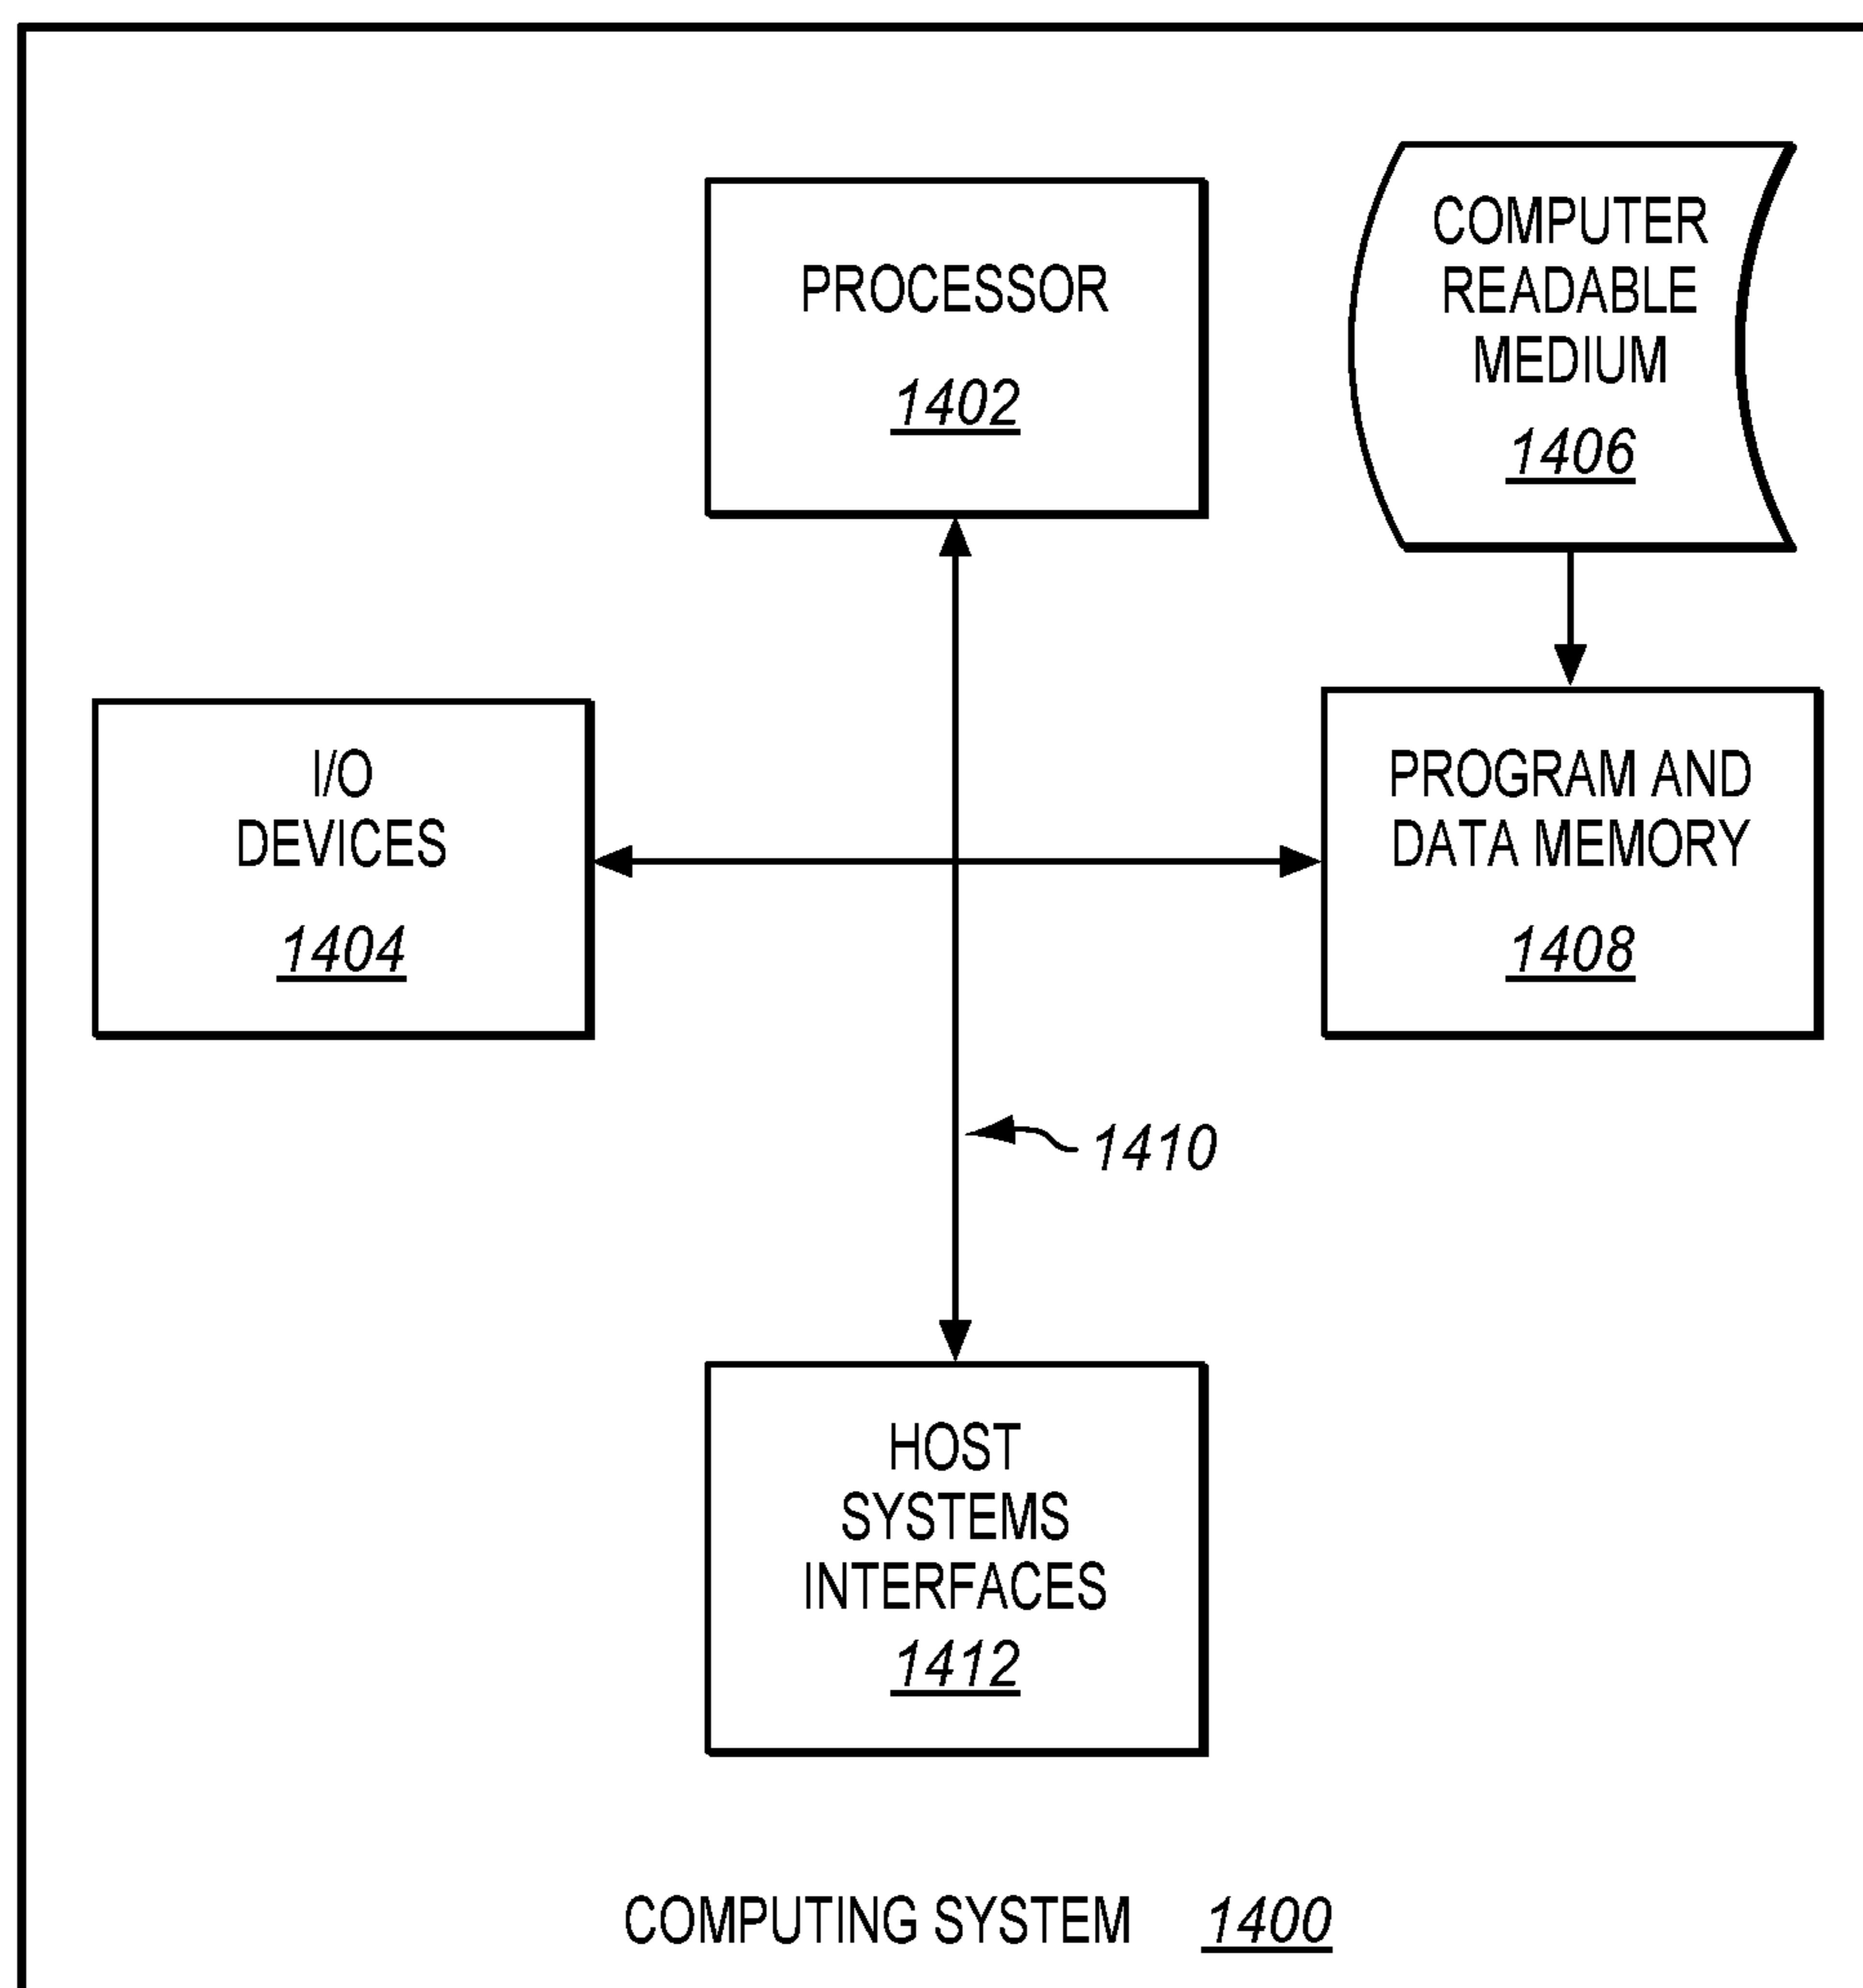 PROCESSOR
1402
COMPUTER
READABLE
MEDIUM
1406
I/O
DEVICES
1404
PROGRAM AND
DATA MEMORY
1408
1410
HOST
SYSTEMS
INTERFACES
1412
COMPUTING SYSTEM 1400